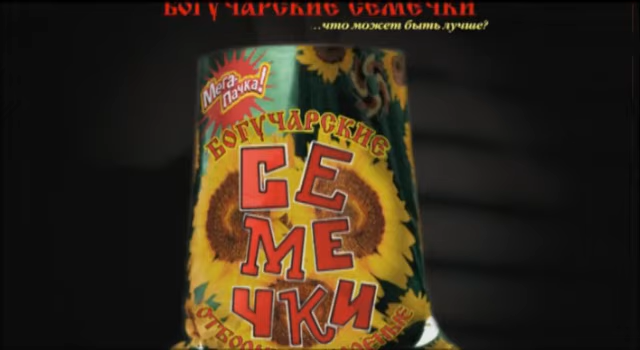 БОГУЧАРСКИЕ СЕМЕЧКИ
...что может быть лучше?
Мега-
Пачка!
БОГУЧАРСКИЕ
СЕ
МЕ
ЧКИ